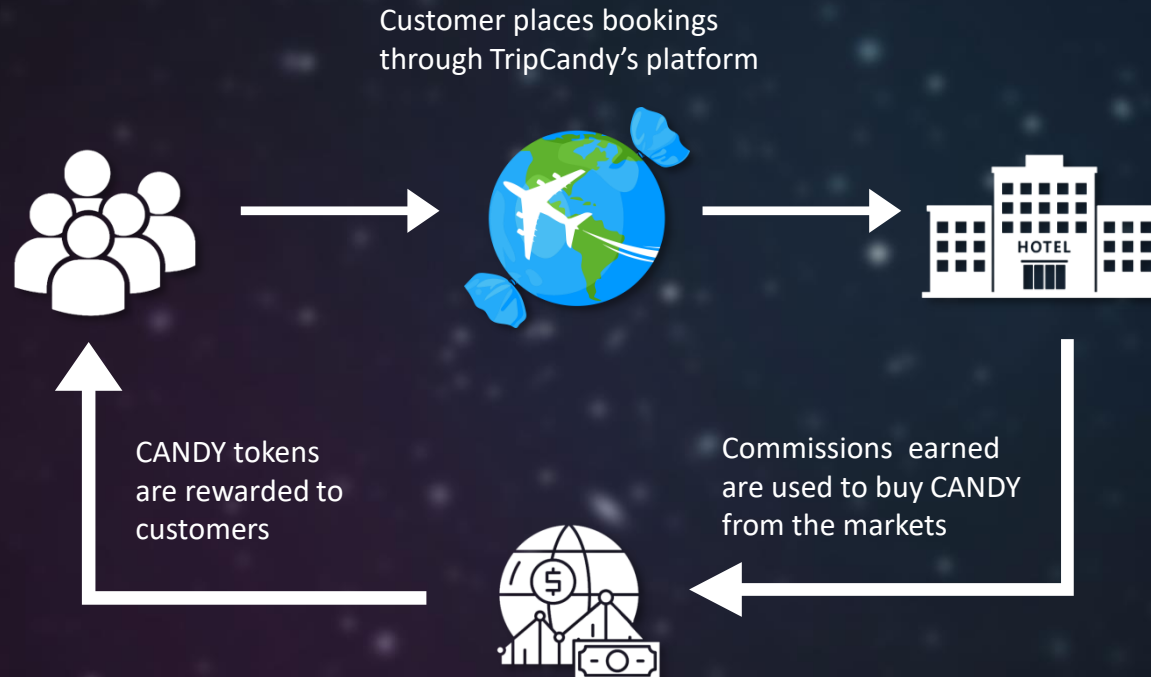 Customer places bookings
through TripCandy’s platform
HOTEL
CANDY tokens
are rewarded to
customers
Commissions  earned
are used to buy CANDY
from the markets
$